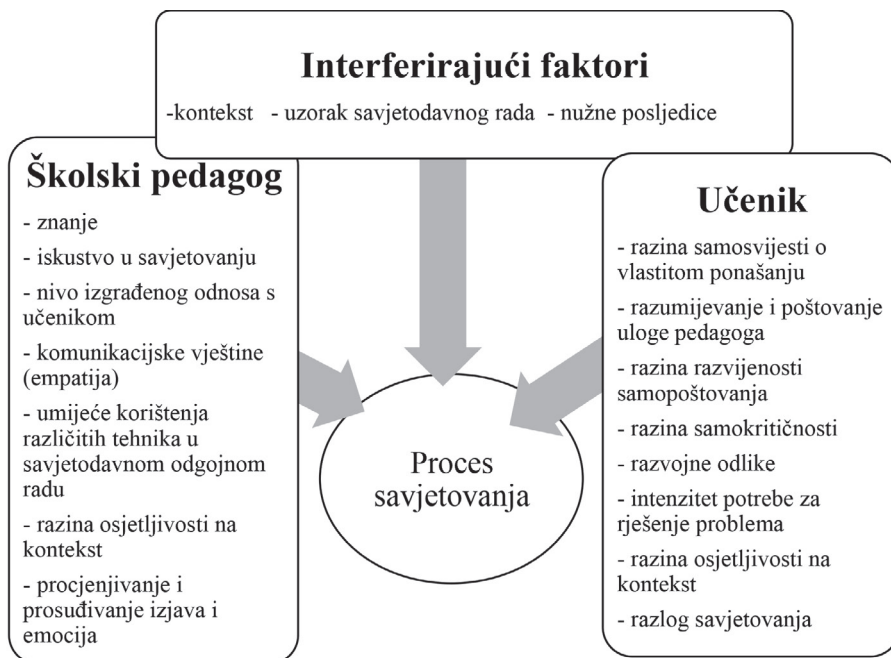 Interferirajući faktori
-kontekst - uzorak savjetodavnog rada - nužne posljedice
Školski pedagog
- znanje
- iskustvo u savjetovanju
- nivo izgrađenog odnosa s
učenikom
- komunikacijske vještine
(empatija)
- umijeće korištenja
različitih tehnika u
savjetodavnom odgojnom
radu
- razina osjetljivosti na
kontekst
- procjenjivanje i
prosuđivanje izjava i
emocija
Proces
savjetovanja
Učenik
- razina samosvijesti o
vlastitom ponašanju
- razumijevanje i poštovanje
uloge pedagoga
- razina razvijenosti
samopoštovanja
- razina samokritičnosti
- razvojne odlike
- intenzitet potrebe za
rješenje problema
- razina osjetljivosti na
kontekst
- razlog savjetovanja